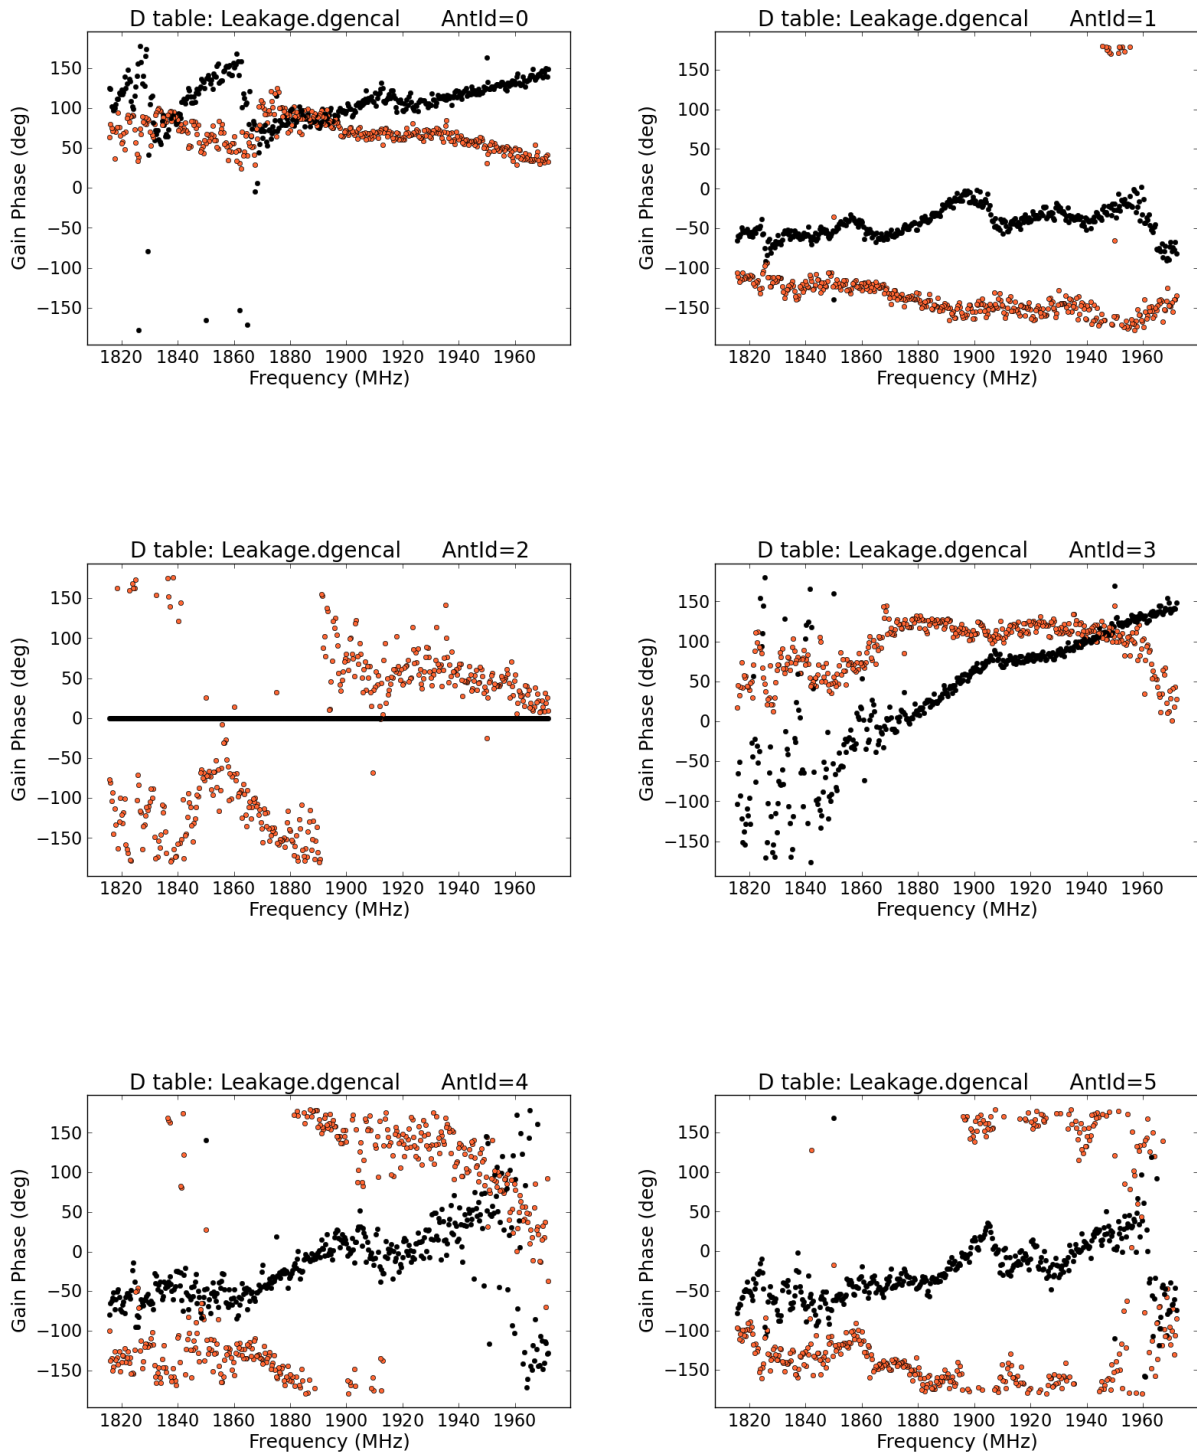 D table: Leakage.dgencal AntId=0
150
100
50
0
−50
−100
−150
Gain Phase (deg)
1820 1840 1860 1880 1900 1920 1940 1960
Frequency (MHz)
D table: Leakage.dgencal AntId=1
150
100
50
0
−50
−100
−150
Gain Phase (deg)
1820 1840 1860 1880 1900 1920 1940 1960
Frequency (MHz)
D table: Leakage.dgencal AntId=2
150
100
50
0
−50
−100
−150
Gain Phase (deg)
1820 1840 1860 1880 1900 1920 1940 1960
Frequency (MHz)
D table: Leakage.dgencal AntId=3
150
100
50
0
−50
−100
−150
Gain Phase (deg)
1820 1840 1860 1880 1900 1920 1940 1960
Frequency (MHz)
D table: Leakage.dgencal AntId=4
150
100
50
0
−50
−100
−150
Gain Phase (deg)
1820 1840 1860 1880 1900 1920 1940 1960
Frequency (MHz)
D table: Leakage.dgencal AntId=5
150
100
50
0
−50
−100
−150
Gain Phase (deg)
1820 1840 1860 1880 1900 1920 1940 1960
Frequency (MHz)